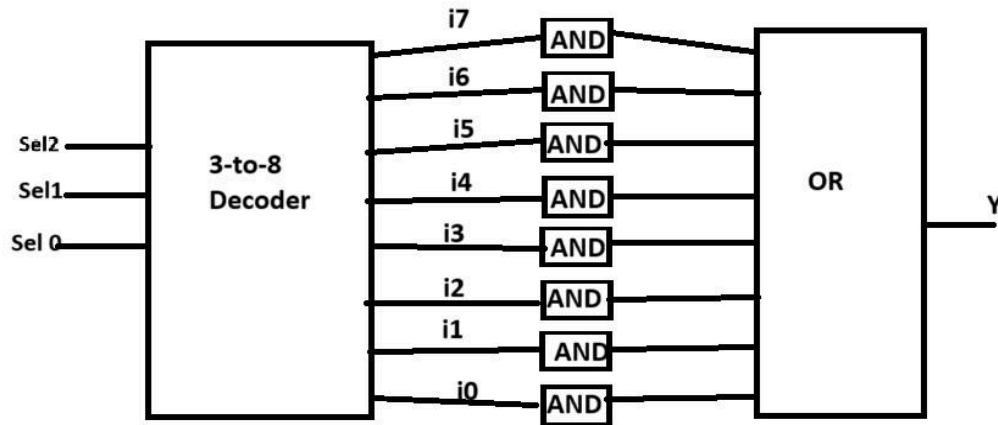 i7
AND
i6
AND
Sel2
i5
AND
3-to-8
Decoder
i4
AND
OR
Sel1
Y
Sel 0
i3
AND
i2
AND
i1
AND
i0
AND